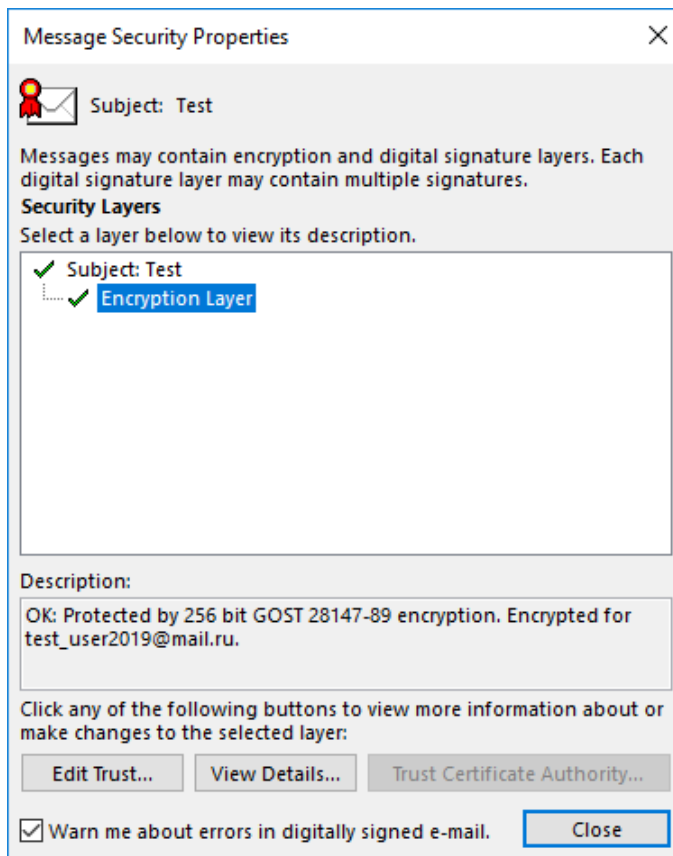 Message Security Properties
Subject: Test
Messages may contain encryption and digital signature layers. Each
digital signature layer may contain multiple signatures.
Security Layers
Select a layer below to view its description.
Subject: Test
Encryption Layer
Description:
OK: Protected by 256 bit GOST 28147-89 encryption. Encrypted for
test_user2019@mail.ru.
Click any of the following buttons to view more information about or
make changes to the selected layer:
Edit Trust... View Details... Trust Certificate Authority...
Warn me about errors in digitally signed e-mail. Close